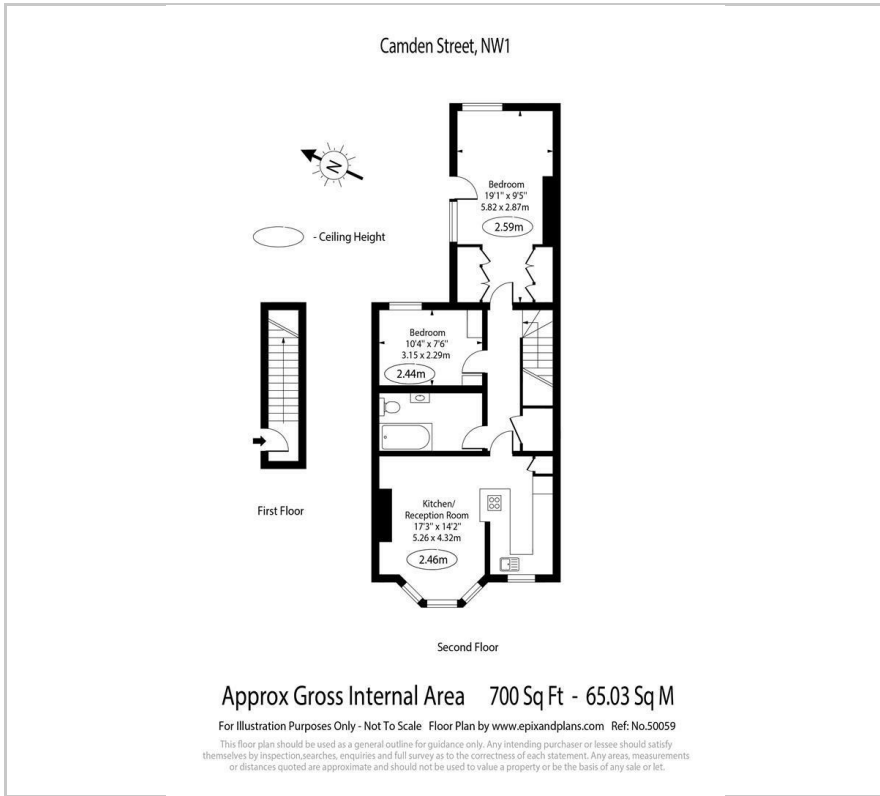 Camden Street, NW1
N
- Ceiling Height
Bedroom
19'1" x 9'5"
5.82 x 2.87m
2.59m
Bedroom
10'4" x 7'6"
3.15 x 2.29m
2.44m
First Floor
Kitchen/
Reception Room
17'3" x 14'2"
5.26 x 4.32m
2.46m
Second Floor
Approx Gross Internal Area 700 Sq Ft - 65.03 Sq M
For Illustration Purposes Only - Not To Scale Floor Plan by www.epixandplans.com Ref: No.50059
This floor plan should be used as a general outline for guidance only. Any intending purchaser or lessee should satisfy
themselves by inspection,searches, enquiries and full survey as to the correctness of each statement. Any areas, measurements
or distances quoted are approximate and should not be used to value a property or be the basis of any sale or let.